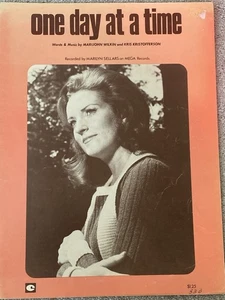 one day at a time
Words & Music by MARIJOHN WILKIN and KRIS KRISTOFFERSON
Recorded by MARILYN SELLARS on MEGA Records